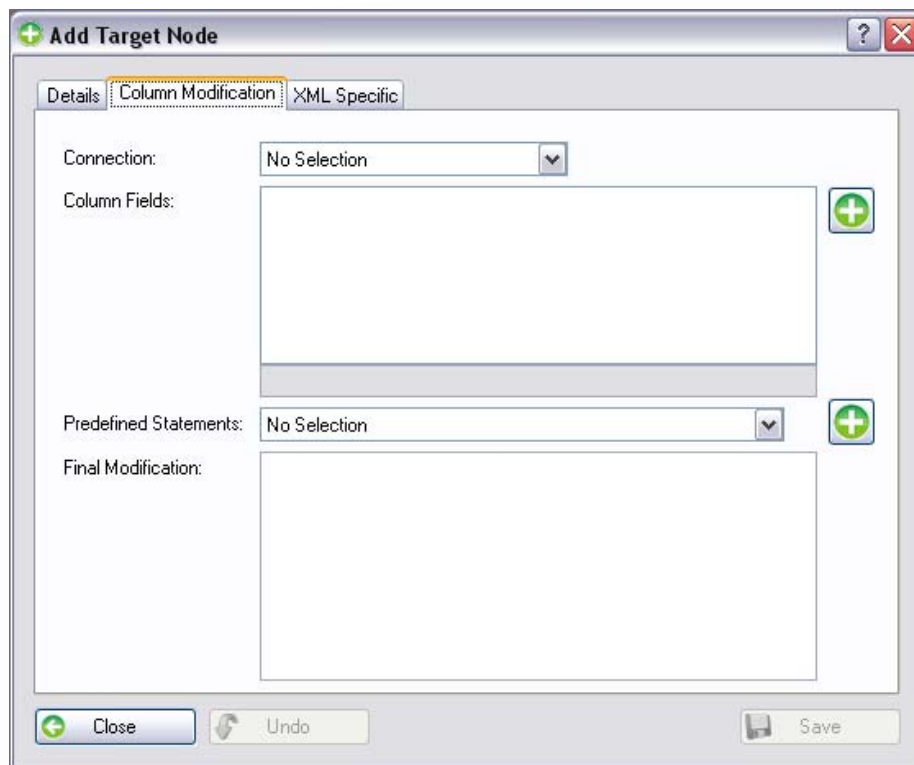 Add Target Node
Details Column Modification XML Specific
Connection: No Selection
Column Fields:
Predefined Statements: No Selection
Final Modification:
Close Undo Save